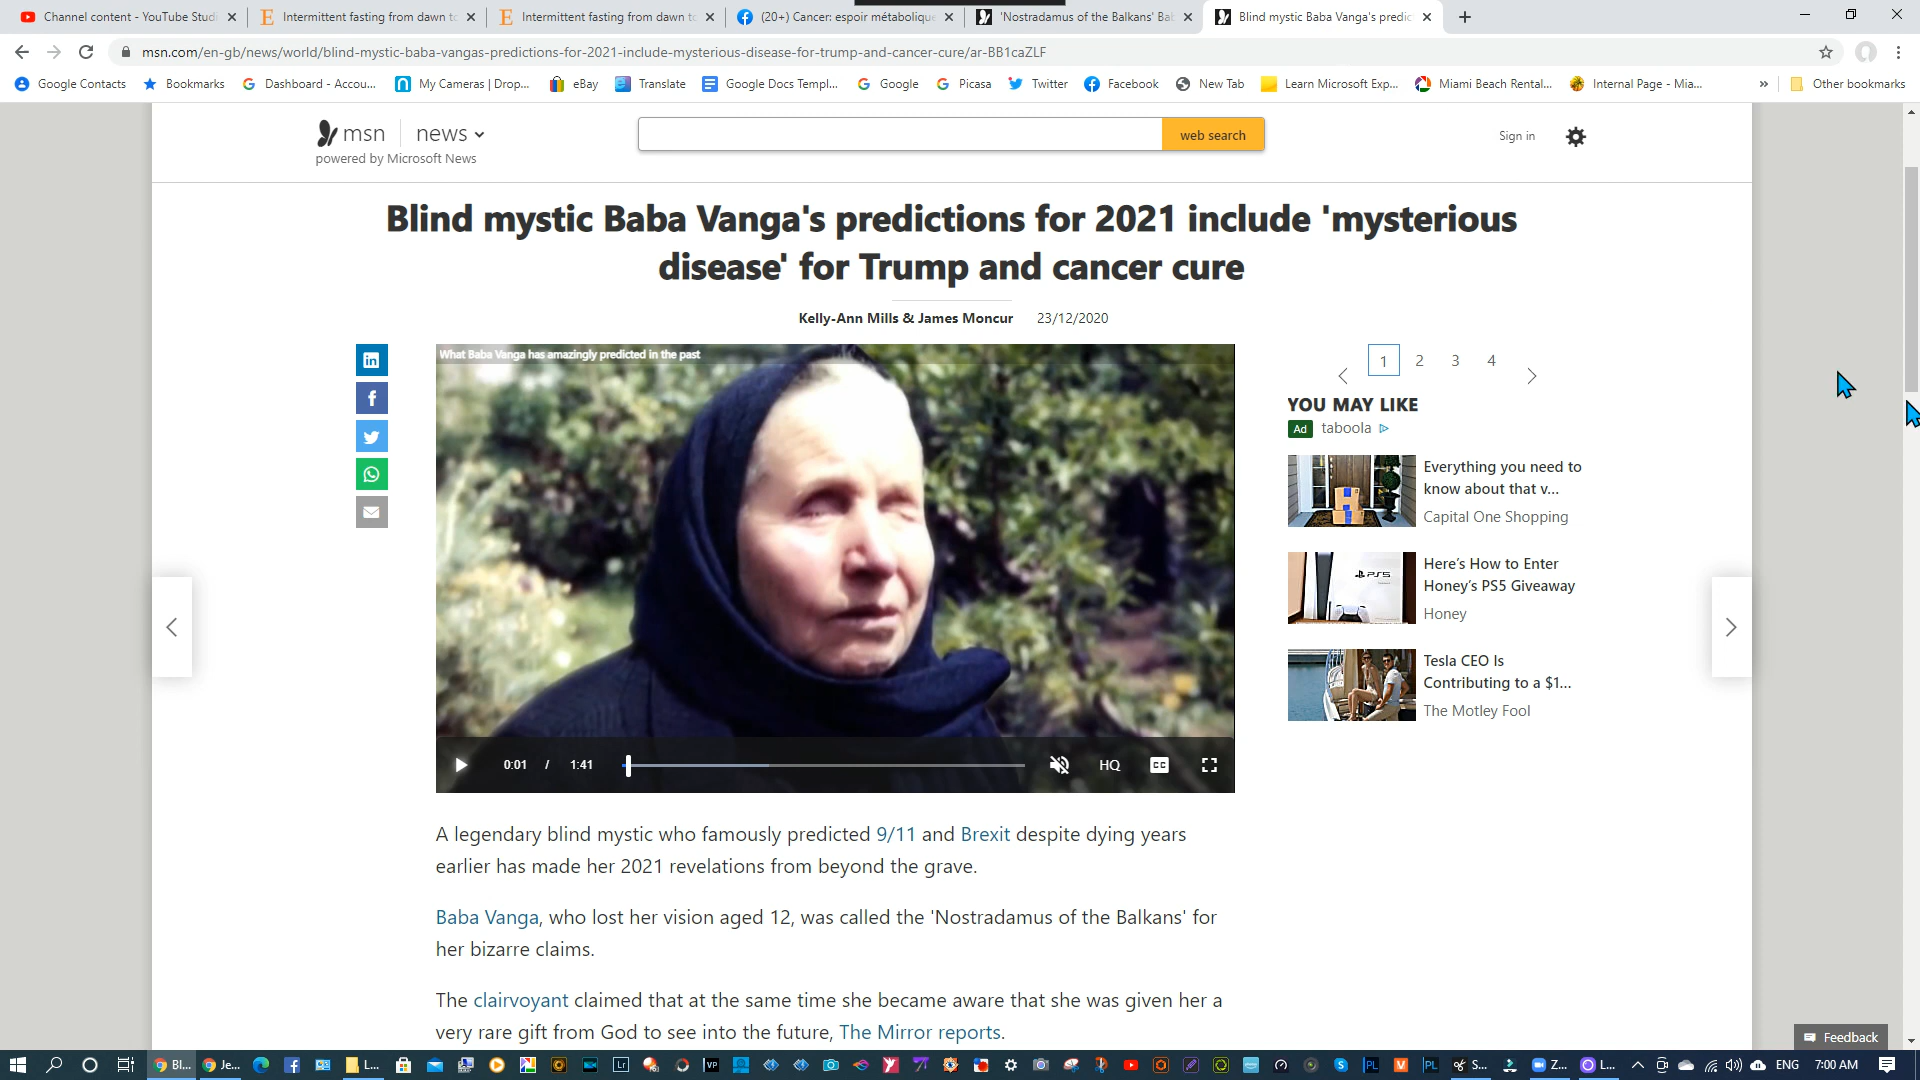 Channel content - YouTube Studi
Intermittent fasting from dawn to
Intermittent fasting from dawn to
(20+) Cancer: espoir métabolique
'Nostradamus of the Balkans' Ba
Blind mystic Baba Vanga's predic
msn.com/en-gb/news/world/blind-mystic-baba-vangas-predictions-for-2021-include-mysterious-disease-for-trump-and-cancer-cure/ar-BB1caZLF
Google Contacts
Bookmarks
Dashboard - Accou...
My Cameras | Drop...
eBay
Translate
Google Docs Templ...
Google
Picasa
Twitter
Facebook
New Tab
Learn Microsoft Exp...
Miami Beach Rental...
Internal Page - Mia...
»
Other bookmarks
msn
news
powered by Microsoft News
web search
Sign in
Blind mystic Baba Vanga's predictions for 2021 include 'mysterious
disease' for Trump and cancer cure
Kelly-Ann Mills & James Moncur 23/12/2020
What Baba Vanga has amazingly predicted in the past
0:01 / 1:41
HQ
CC
1 2 3 4
YOU MAY LIKE
Ad taboola
Everything you need to
know about that v...
Capital One Shopping
Here's How to Enter
Honey's PS5 Giveaway
Honey
Tesla CEO Is
Contributing to a $1...
The Motley Fool
A legendary blind mystic who famously predicted 9/11 and Brexit despite dying years
earlier has made her 2021 revelations from beyond the grave.
Baba Vanga, who lost her vision aged 12, was called the 'Nostradamus of the Balkans' for
her bizarre claims.
The clairvoyant claimed that at the same time she became aware that she was given her a
very rare gift from God to see into the future, The Mirror reports.
Feedback
Bl...
Je...
L...
S...
Z...
L...
ENG
7:00 AM